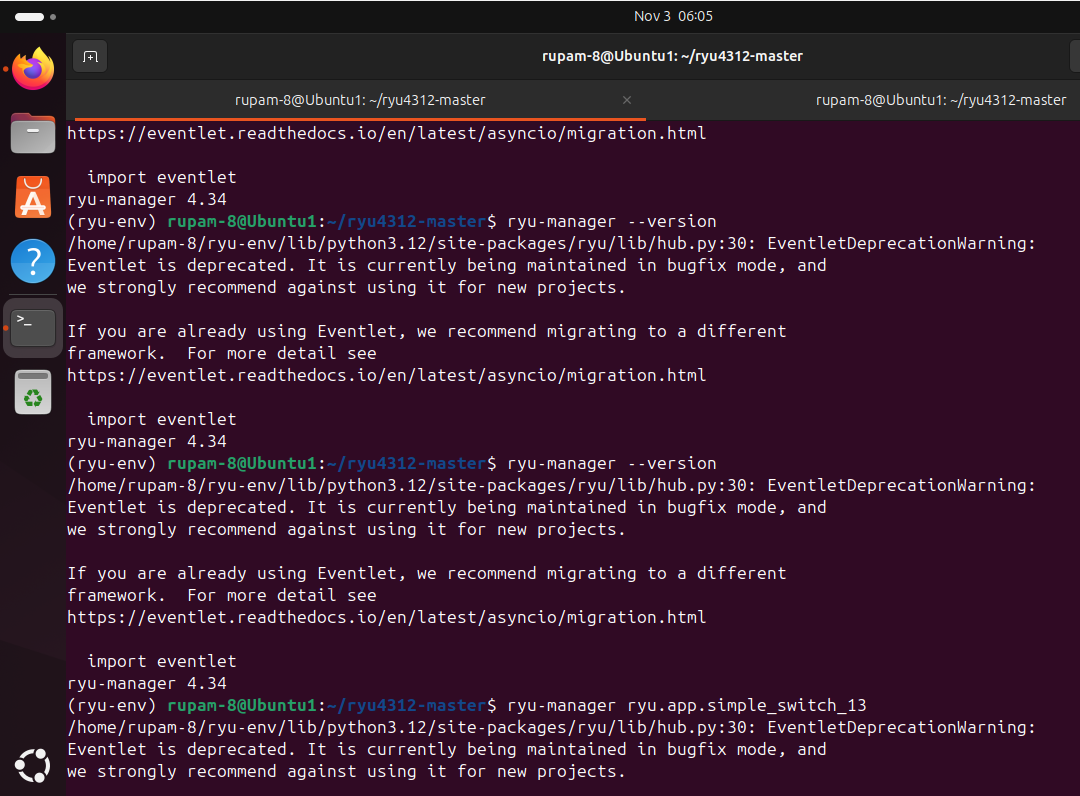 Nov 3 06:05
rupam-8@Ubuntu1: ~/ryu4312-master
rupam-8@Ubuntu1: ~/ryu4312-master
rupam-8@Ubuntu1: ~/ryu4312-master
https://eventlet.readthedocs.io/en/latest/asyncio/migration.html
import eventlet
ryu-manager 4.34
(ryu-env) rupam-8@Ubuntu1:~/ryu4312-master$ ryu-manager --version
/home/rupam-8/ryu-env/lib/python3.12/site-packages/ryu/lib/hub.py:30: EventletDeprecationWarning:
Eventlet is deprecated. It is currently being maintained in bugfix mode, and
we strongly recommend against using it for new projects.
If you are already using Eventlet, we recommend migrating to a different
framework.  For more detail see
https://eventlet.readthedocs.io/en/latest/asyncio/migration.html
import eventlet
ryu-manager 4.34
(ryu-env) rupam-8@Ubuntu1:~/ryu4312-master$ ryu-manager --version
/home/rupam-8/ryu-env/lib/python3.12/site-packages/ryu/lib/hub.py:30: EventletDeprecationWarning:
Eventlet is deprecated. It is currently being maintained in bugfix mode, and
we strongly recommend against using it for new projects.
If you are already using Eventlet, we recommend migrating to a different
framework.  For more detail see
https://eventlet.readthedocs.io/en/latest/asyncio/migration.html
import eventlet
ryu-manager 4.34
(ryu-env) rupam-8@Ubuntu1:~/ryu4312-master$ ryu-manager ryu.app.simple_switch_13
/home/rupam-8/ryu-env/lib/python3.12/site-packages/ryu/lib/hub.py:30: EventletDeprecationWarning:
Eventlet is deprecated. It is currently being maintained in bugfix mode, and
we strongly recommend against using it for new projects.